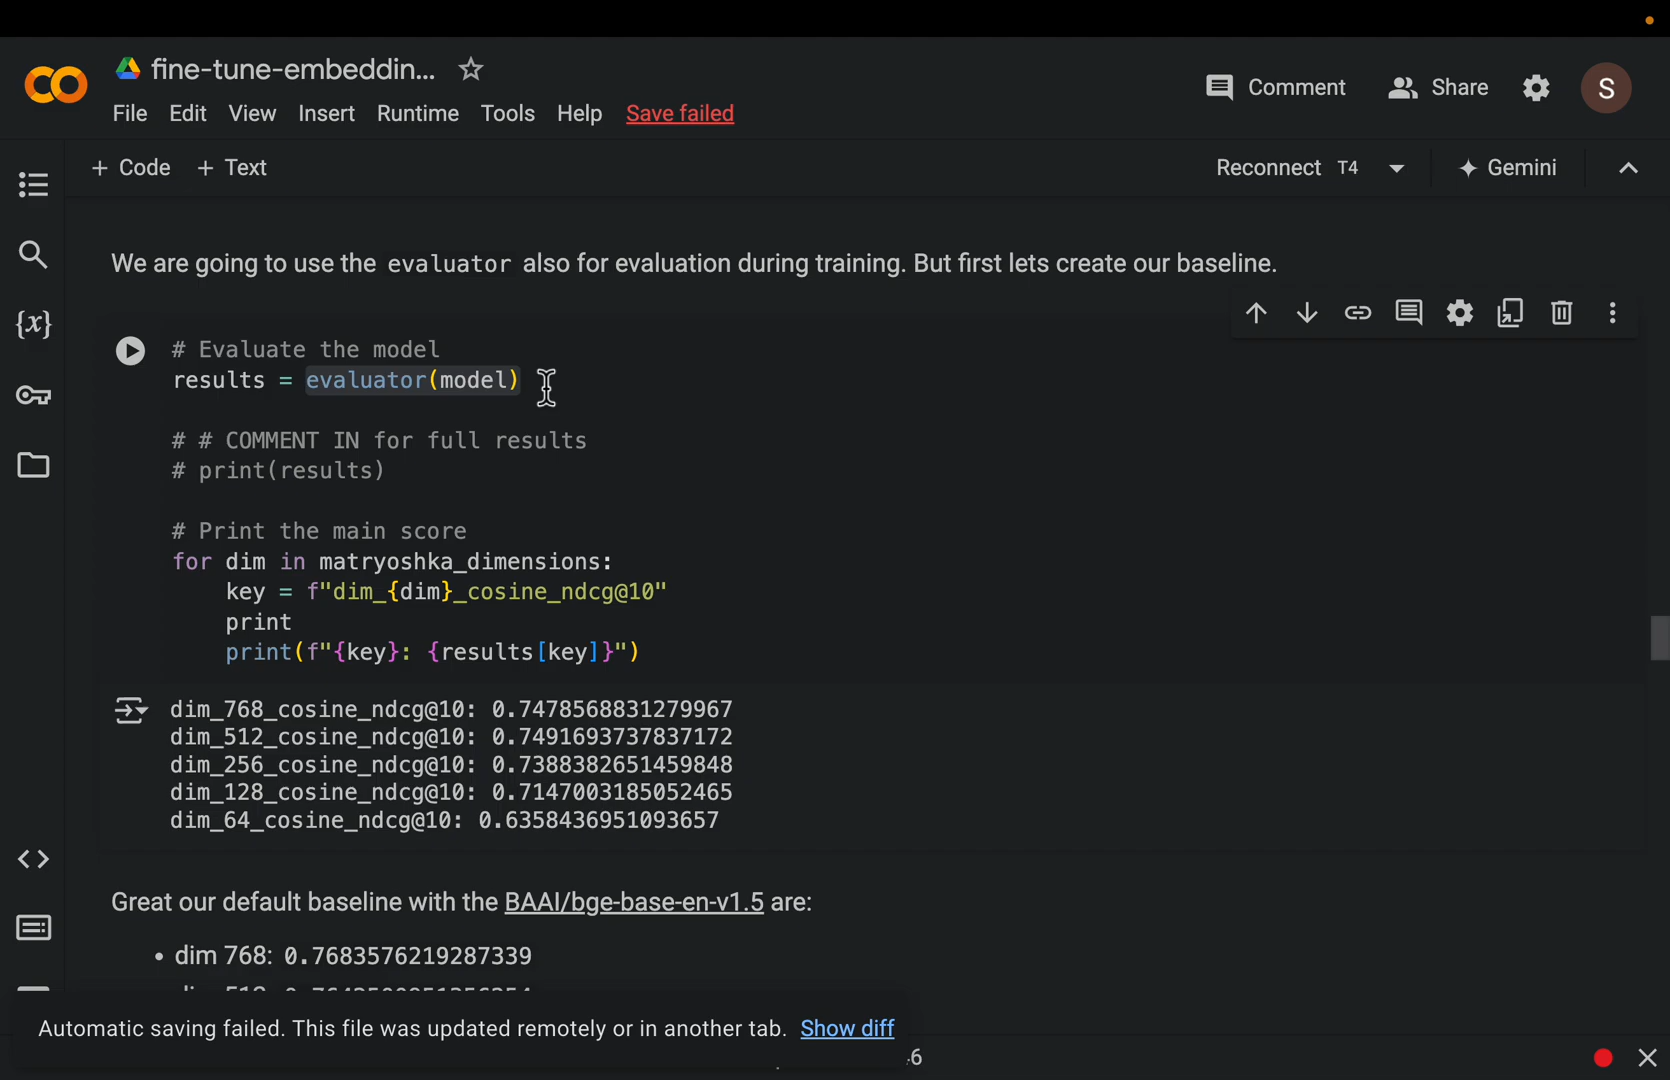 fine-tune-embeddin...
Comment
Share
S
File Edit View Insert Runtime Tools Help Save failed
+ Code + Text
Reconnect T4
Gemini
We are going to use the evaluator also for evaluation during training. But first lets create our baseline.
{x}
# Evaluate the model
results = evaluator(model)
# # COMMENT IN for full results
# print(results)
# Print the main score
for dim in matryoshka_dimensions:
    key = f"dim_{dim}_cosine_ndcg@10"
    print
    print(f"{key}: {results[key]}")
dim_768_cosine_ndcg@10: 0.7478568831279967
dim_512_cosine_ndcg@10: 0.7491693737837172
dim_256_cosine_ndcg@10: 0.7388382651459848
dim_128_cosine_ndcg@10: 0.7147003185052465
dim_64_cosine_ndcg@10: 0.6358436951093657
Great our default baseline with the BAAI/bge-base-en-v1.5 are:
• dim 768: 0.7683576219287339
Automatic saving failed. This file was updated remotely or in another tab. Show diff